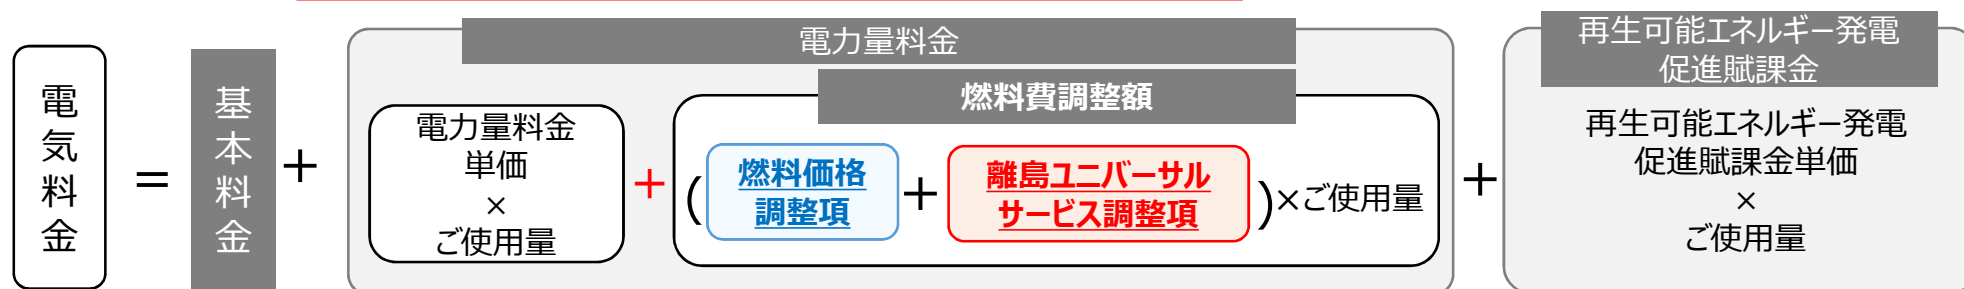 電気料金
＝
基本料金
＋
電力量料金
電力量料金
単価
×
ご使用量
＋
燃料費調整額
(
燃料価格
調整項
＋
離島ユニバーサル
サービス調整項
)×ご使用量
＋
再生可能エネルギー発電
促進賦課金
再生可能エネルギー発電
促進賦課金単価
×
ご使用量